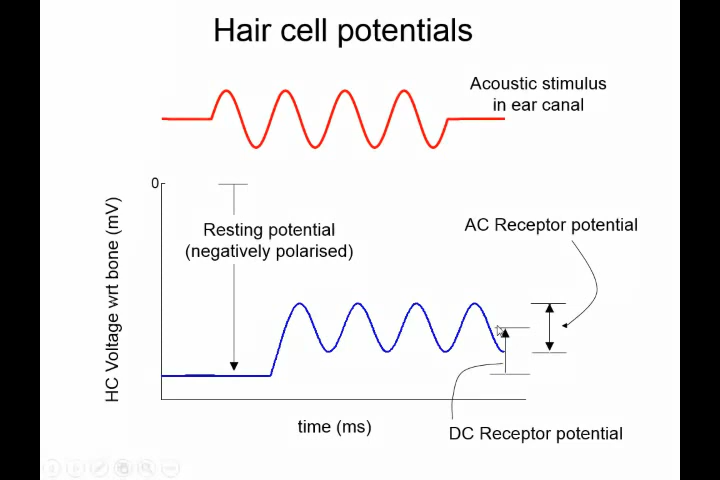 Hair cell potentials
Acoustic stimulus
in ear canal
0
Resting potential
(negatively polarised)
AC Receptor potential
HC Voltage wrt bone (mV)
time (ms)
DC Receptor potential